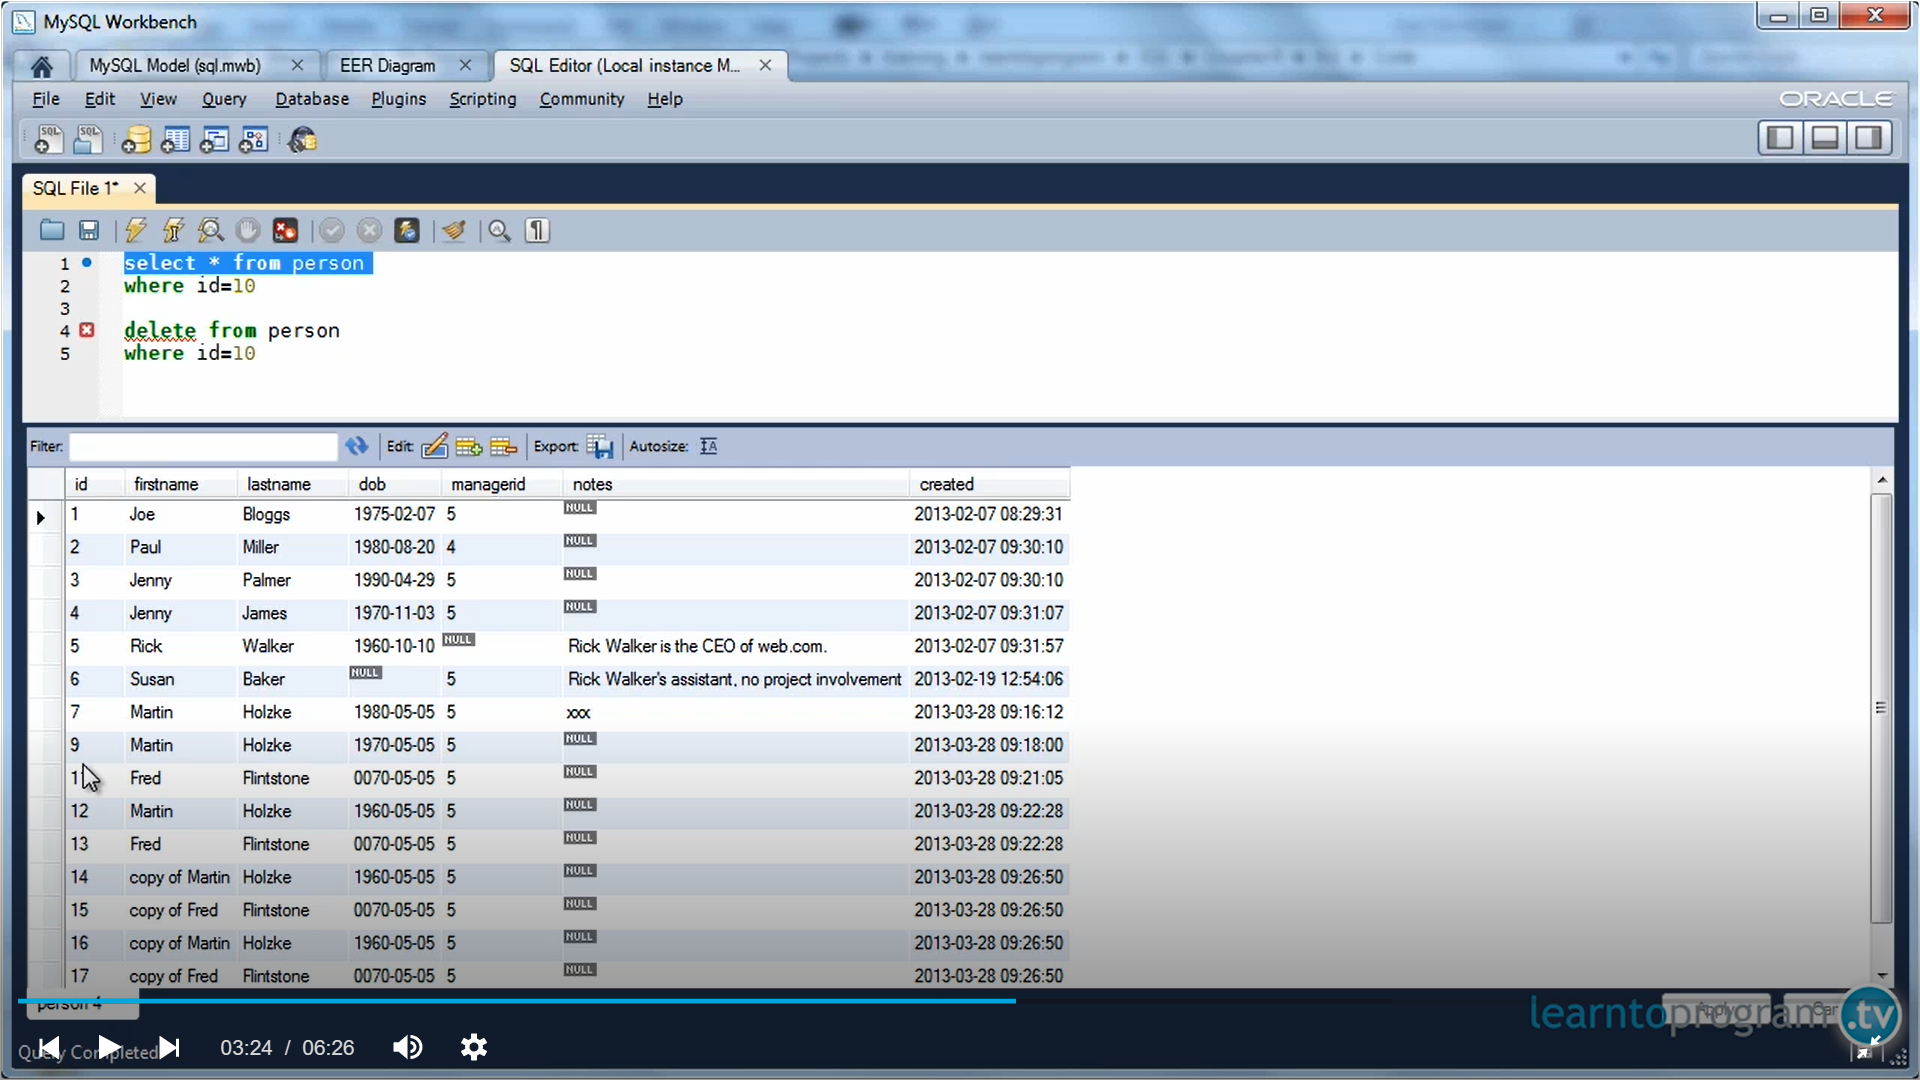 MySQL Workbench
MySQL Model (sql.mwb) EER Diagram SQL Editor (Local instance M...
File Edit View Query Database Plugins Scripting Community Help ORACLE
SQL File 1*
1 select * from person
2 where id=10
3
4 delete from person
5 where id=10
Filter: Edit: Export: Autosize:
id firstname lastname dob managerid notes created
1 Joe Bloggs 1975-02-07 5 NULL 2013-02-07 08:29:31
2 Paul Miller 1980-08-20 4 NULL 2013-02-07 09:30:10
3 Jenny Palmer 1990-04-29 5 NULL 2013-02-07 09:30:10
4 Jenny James 1970-11-03 5 NULL 2013-02-07 09:31:07
5 Rick Walker 1960-10-10 NULL Rick Walker is the CEO of web.com. 2013-02-07 09:31:57
6 Susan Baker NULL 5 Rick Walker's assistant, no project involvement 2013-02-19 12:54:06
7 Martin Holzke 1980-05-05 5 xxx 2013-03-28 09:16:12
9 Martin Holzke 1970-05-05 5 NULL 2013-03-28 09:18:00
Fred Flintstone 0070-05-05 5 NULL 2013-03-28 09:21:05
12 Martin Holzke 1960-05-05 5 NULL 2013-03-28 09:22:28
13 Fred Flintstone 0070-05-05 5 NULL 2013-03-28 09:22:28
14 copy of Martin Holzke 1960-05-05 5 NULL 2013-03-28 09:26:50
15 copy of Fred Flintstone 0070-05-05 5 NULL 2013-03-28 09:26:50
16 copy of Martin Holzke 1960-05-05 5 NULL 2013-03-28 09:26:50
17 copy of Fred Flintstone 0070-05-05 5 NULL 2013-03-28 09:26:50
person 4
learntoprogram.tv
Query Completed
03:24 / 06:26